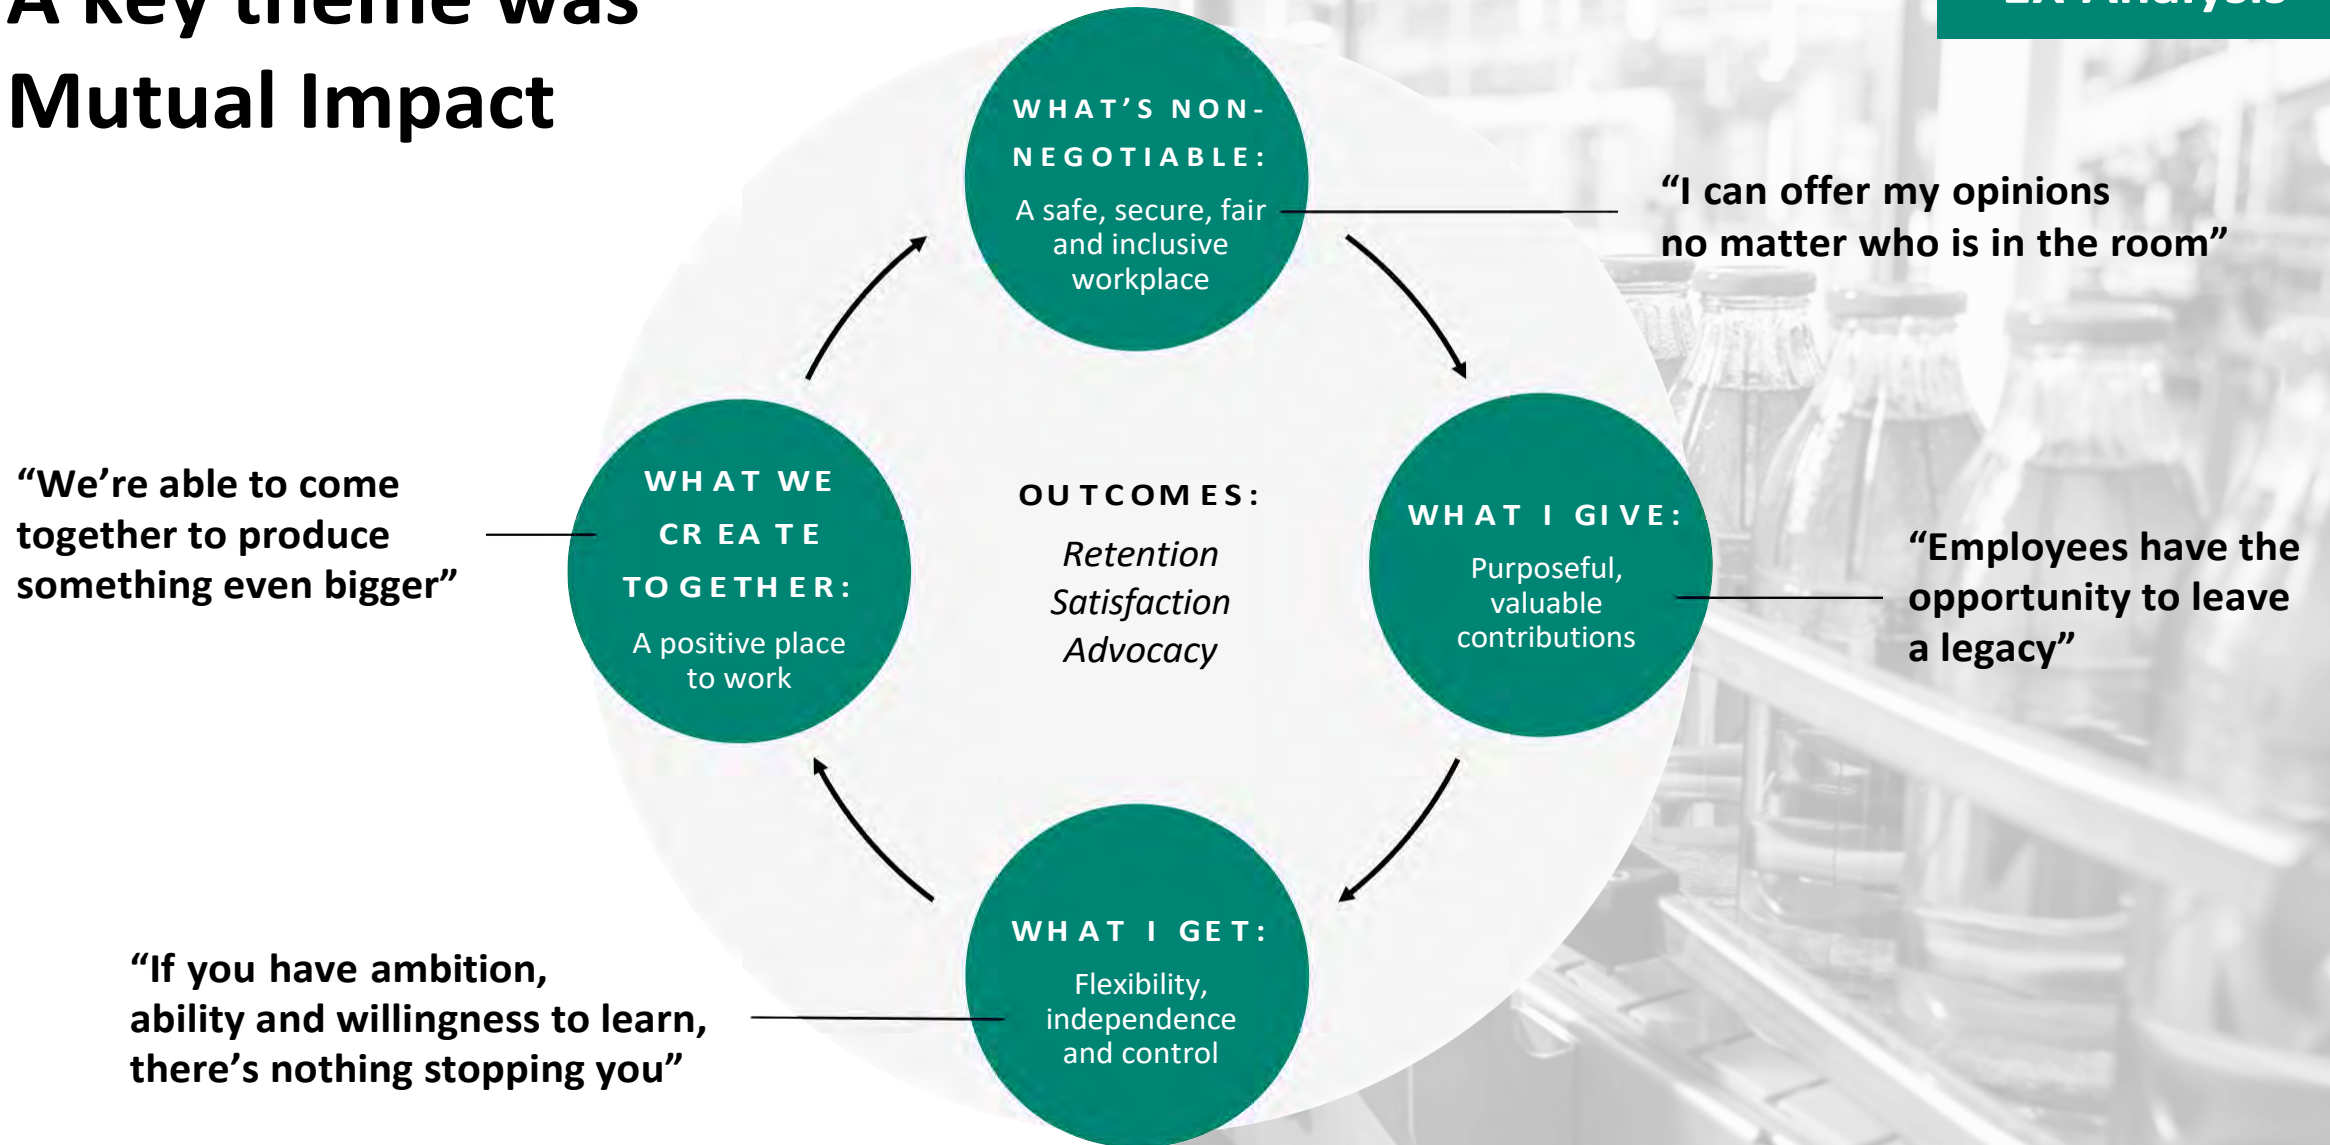 A key theme was
Mutual Impact
EX Analysis
WHAT'S NON-
NEGOTIABLE:
A safe, secure, fair
and inclusive
workplace
“I can offer my opinions
no matter who is in the room”
WHAT I GIVE:
Purposeful,
valuable
contributions
“Employees have the
opportunity to leave
a legacy”
WHAT I GET:
Flexibility,
independence
and control
“If you have ambition,
ability and willingness to learn,
there’s nothing stopping you”
WHAT WE
CREATE
TOGETHER:
A positive place
to work
“We’re able to come
together to produce
something even bigger”
OUTCOMES:
Retention
Satisfaction
Advocacy